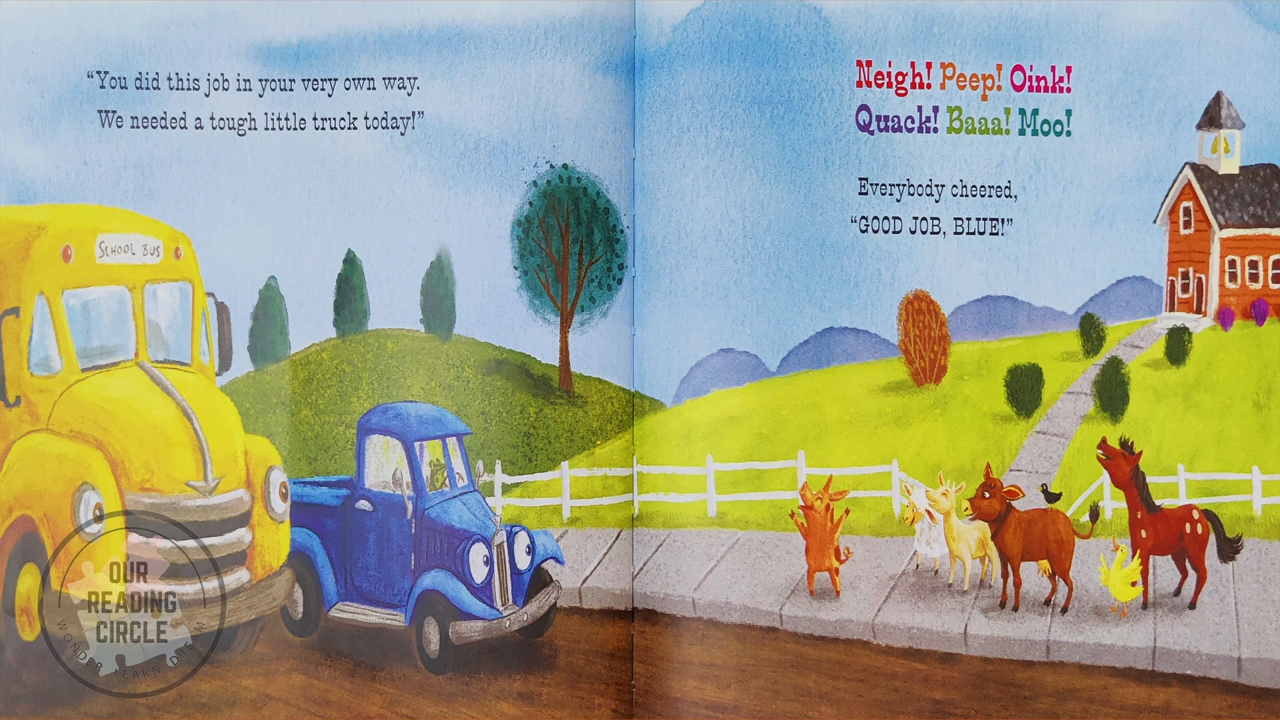 “You did this job in your very own way.
We needed a tough little truck today!”
SCHOOL BUS
OUR
READING
CIRCLE
WONDER LEARN DREAM
Neigh! Peep! Oink!
Quack! Baaa! Moo!
Everybody cheered,
“GOOD JOB, BLUE!”